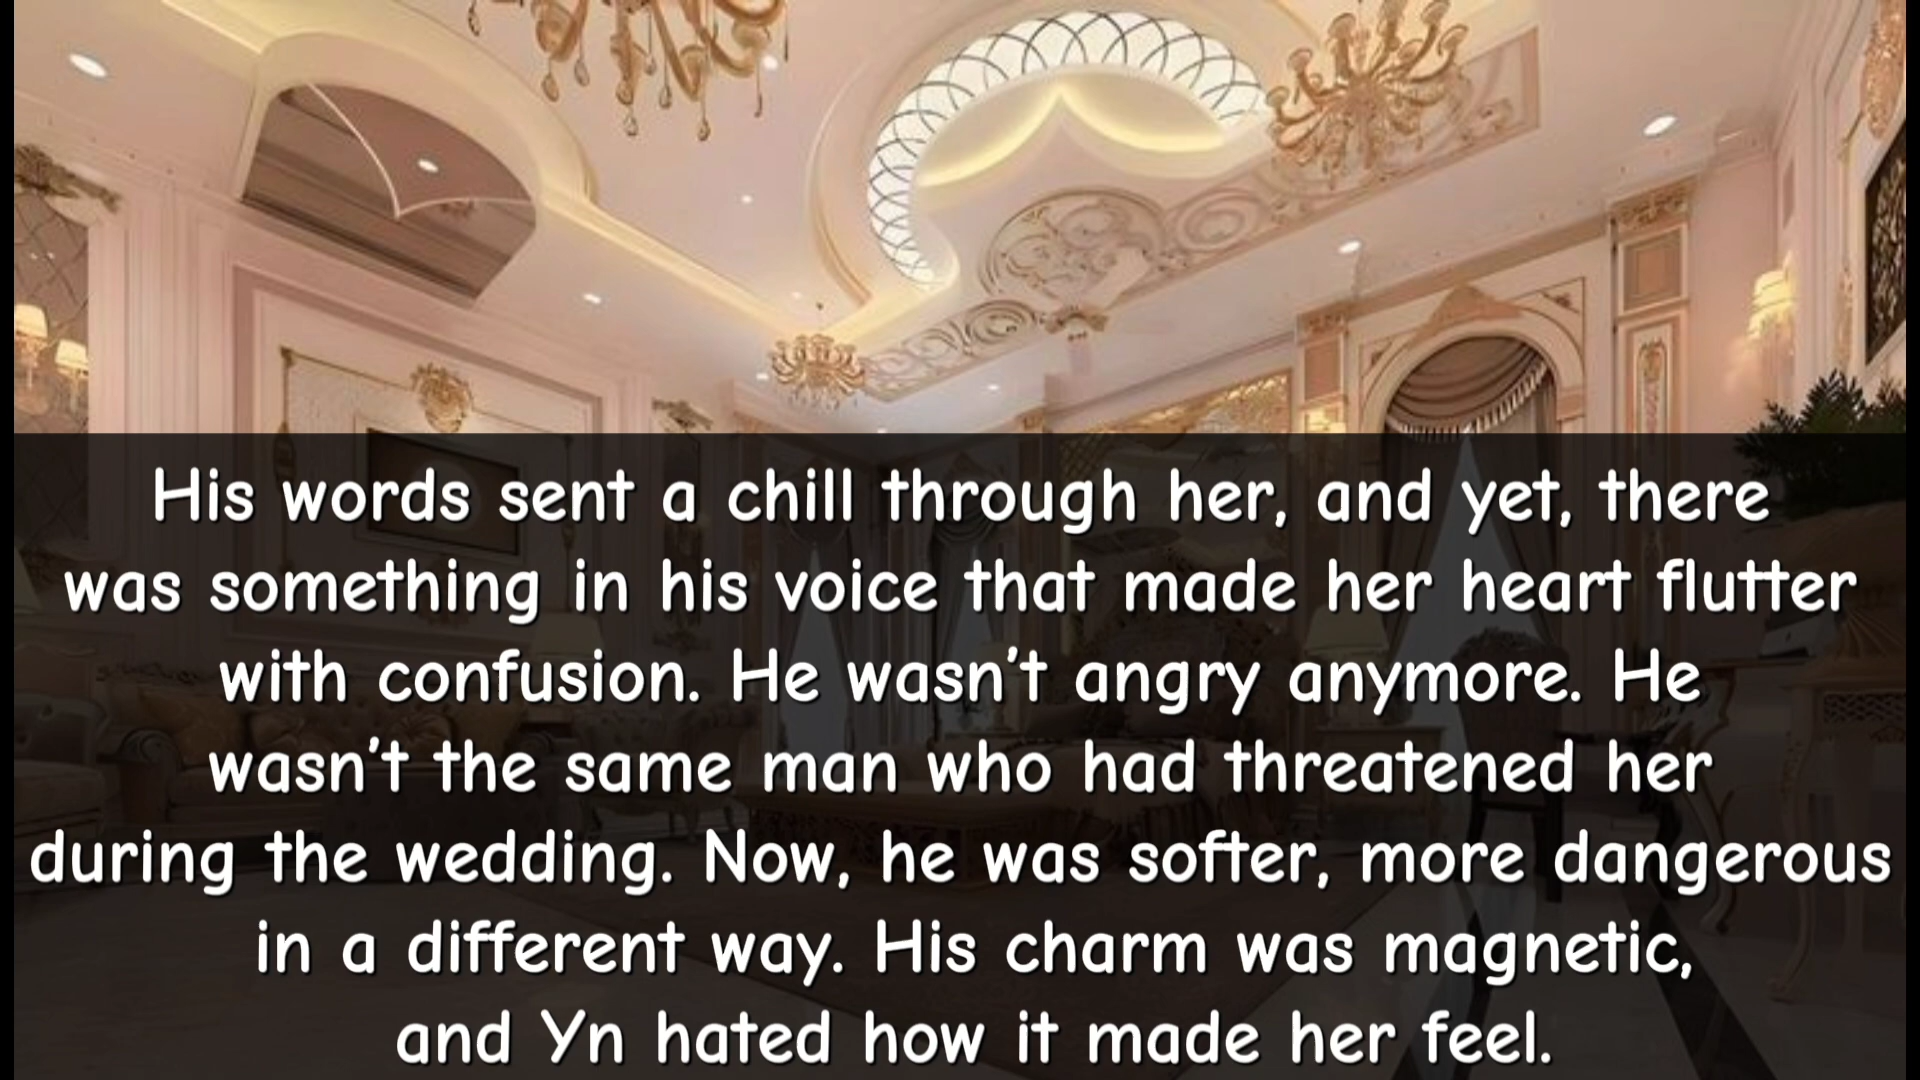 His words sent a chill through her, and yet, there
was something in his voice that made her heart flutter
with confusion. He wasn’t angry anymore. He
wasn’t the same man who had threatened her
during the wedding. Now, he was softer, more dangerous
in a different way. His charm was magnetic,
and Yn hated how it made her feel.